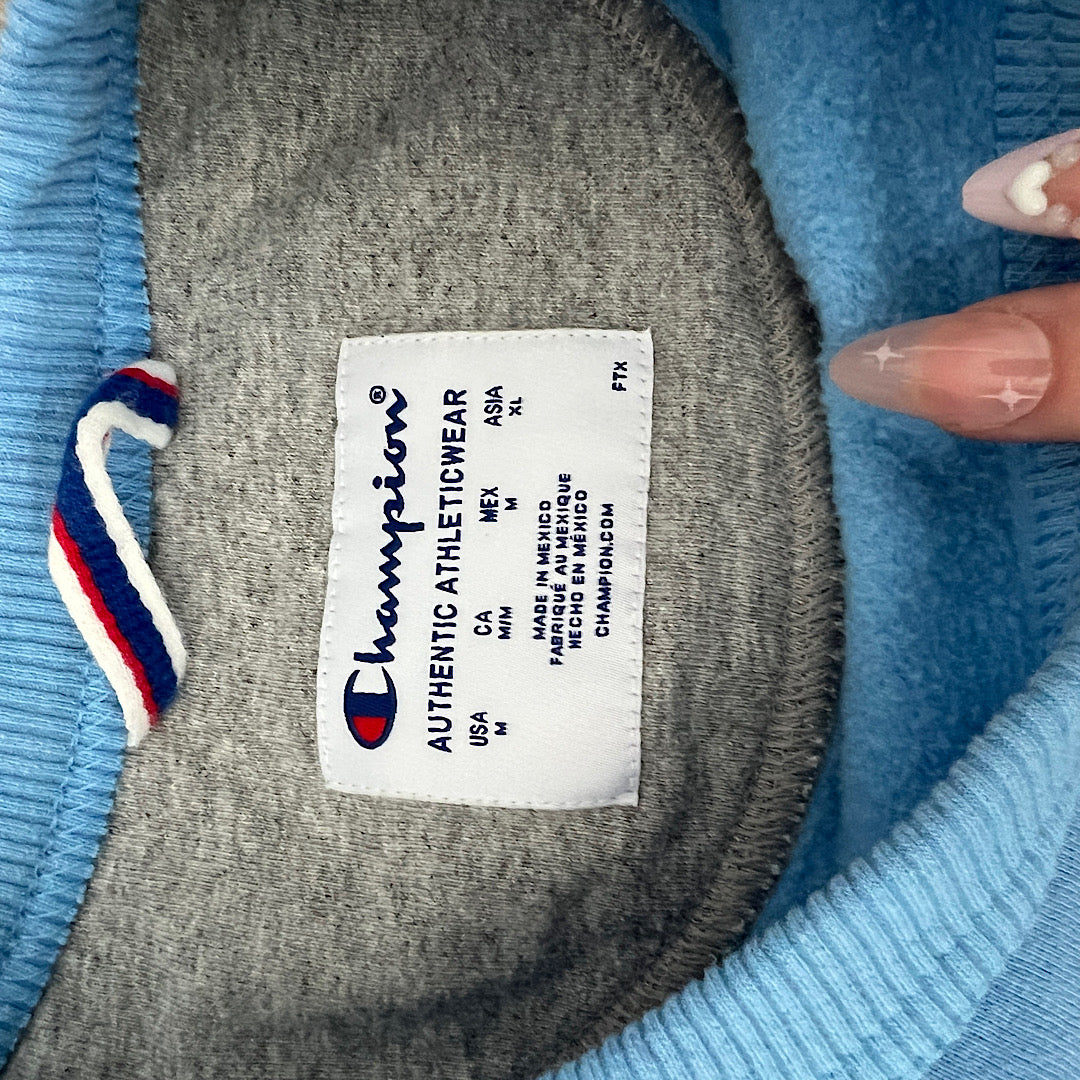 Champion®
AUTHENTIC ATHLETICWEAR
USA CA MEX ASIA
M M/M M XL
MADE IN MEXICO
FABRIQUÉ AU MEXIQUE
HECHO EN MÉXICO
CHAMPION.COM
FTX